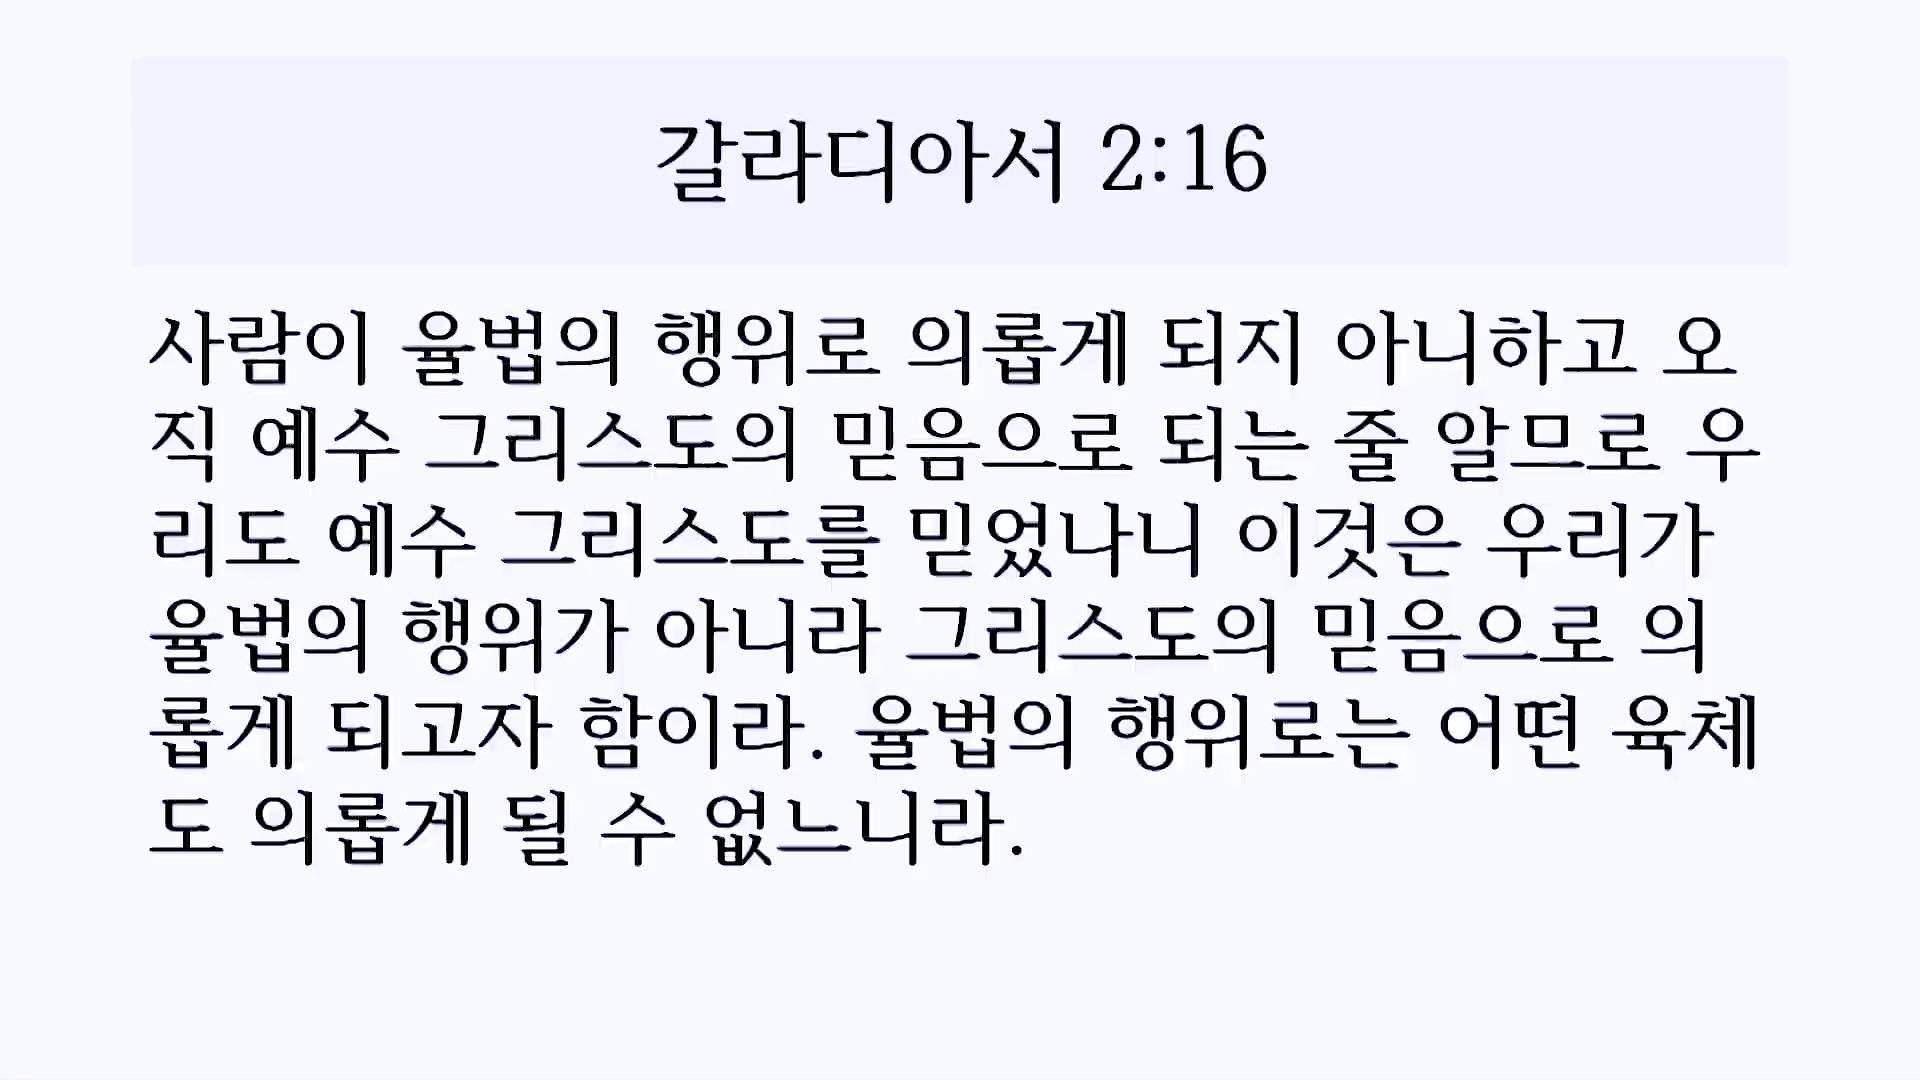 갈라디아서 2:16
사람이 율법의 행위로 의롭게 되지 아니하고 오
직 예수 그리스도의 믿음으로 되는 줄 알므로 우
리도 예수 그리스도를 믿었나니 이것은 우리가
율법의 행위가 아니라 그리스도의 믿음으로 의
롭게 되고자 함이라. 율법의 행위로는 어떤 육체
도 의롭게 될 수 없느니라.